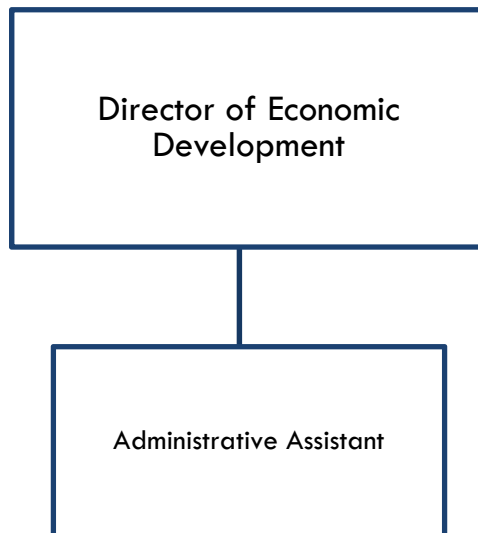 Director of Economic
Development
Administrative Assistant